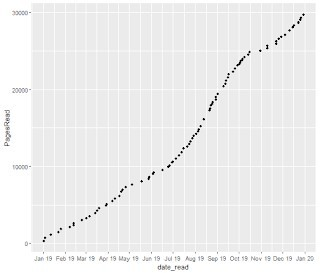 30000
20000
10000
0
PagesRead
Jan 19 Feb 19 Mar 19 Apr 19 May 19 Jun 19 Jul 19 Aug 19 Sep 19 Oct 19 Nov 19 Dec 19 Jan 20
date_read